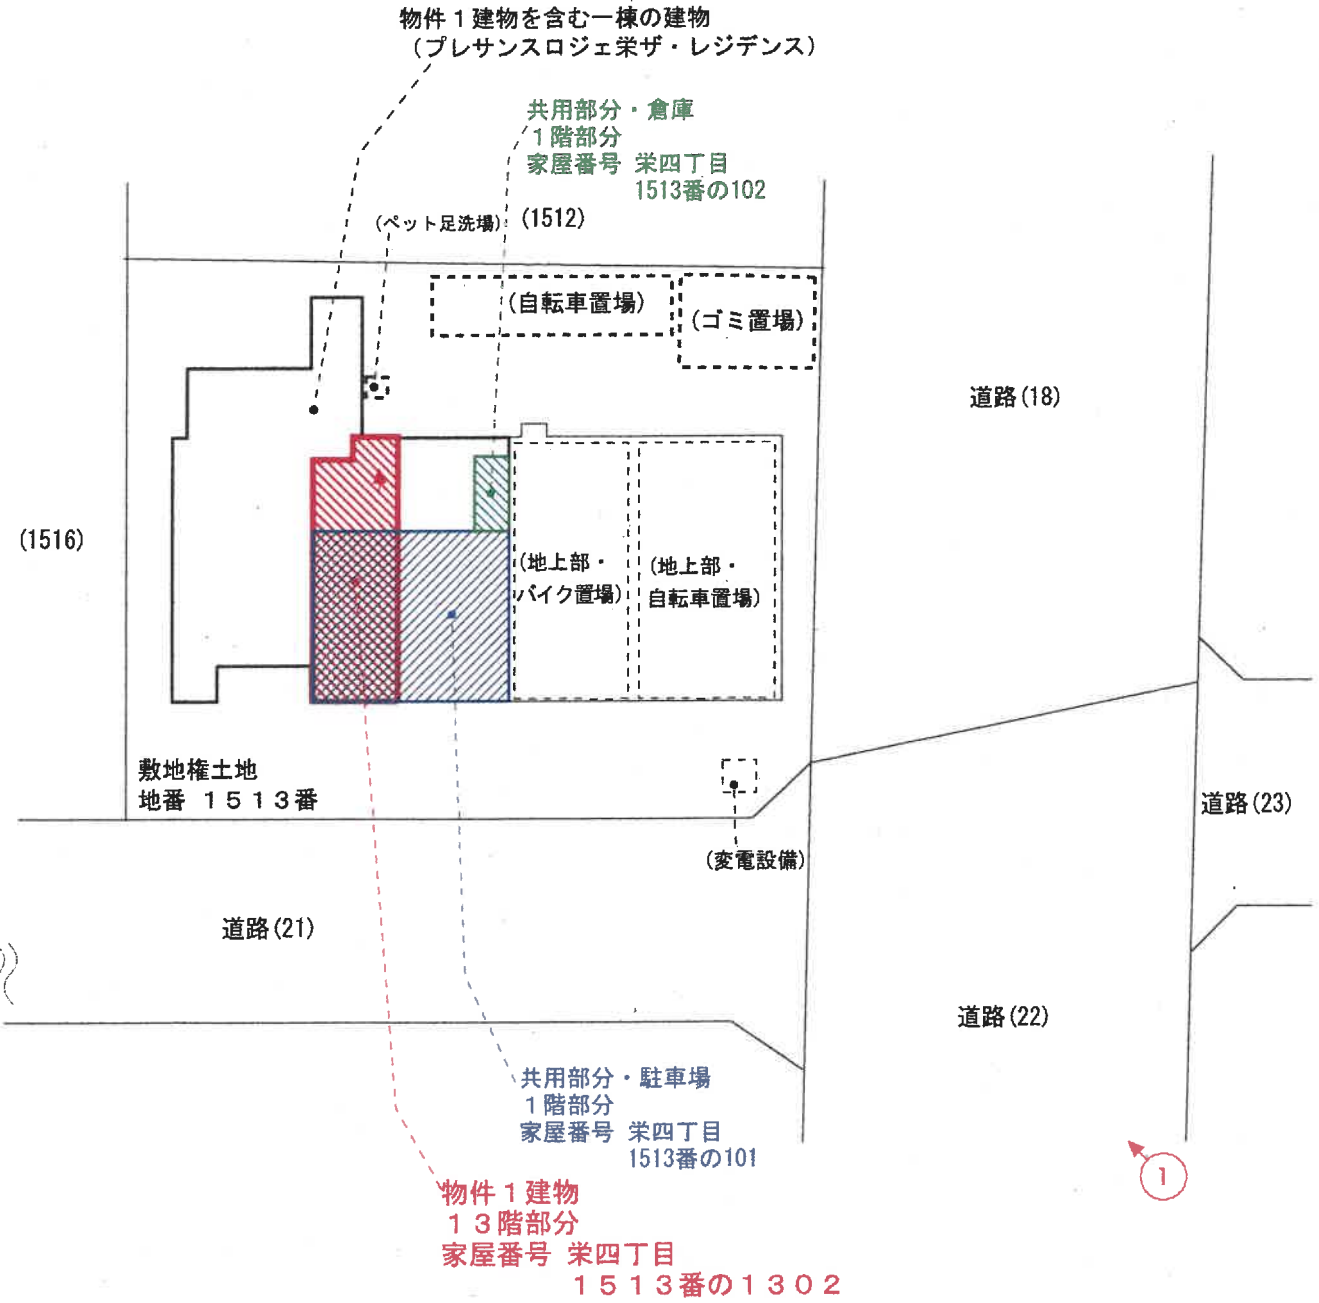 物件１建物を含む一棟の建物
（プレサンスロジェ栄ザ・レジデンス）
共用部分・倉庫
１階部分
家屋番号 栄四丁目
1513番の102
(ペット足洗場)
(1512)
(自転車置場)
(ゴミ置場)
道路(18)
(1516)
(地上部・
バイク置場)
(地上部・
自転車置場)
敷地権土地
地番 １５１３番
道路(23)
(変電設備)
道路(21)
道路(22)
共用部分・駐車場
１階部分
家屋番号 栄四丁目
1513番の101
1
物件１建物
１３階部分
家屋番号 栄四丁目
１５１３番の１３０２